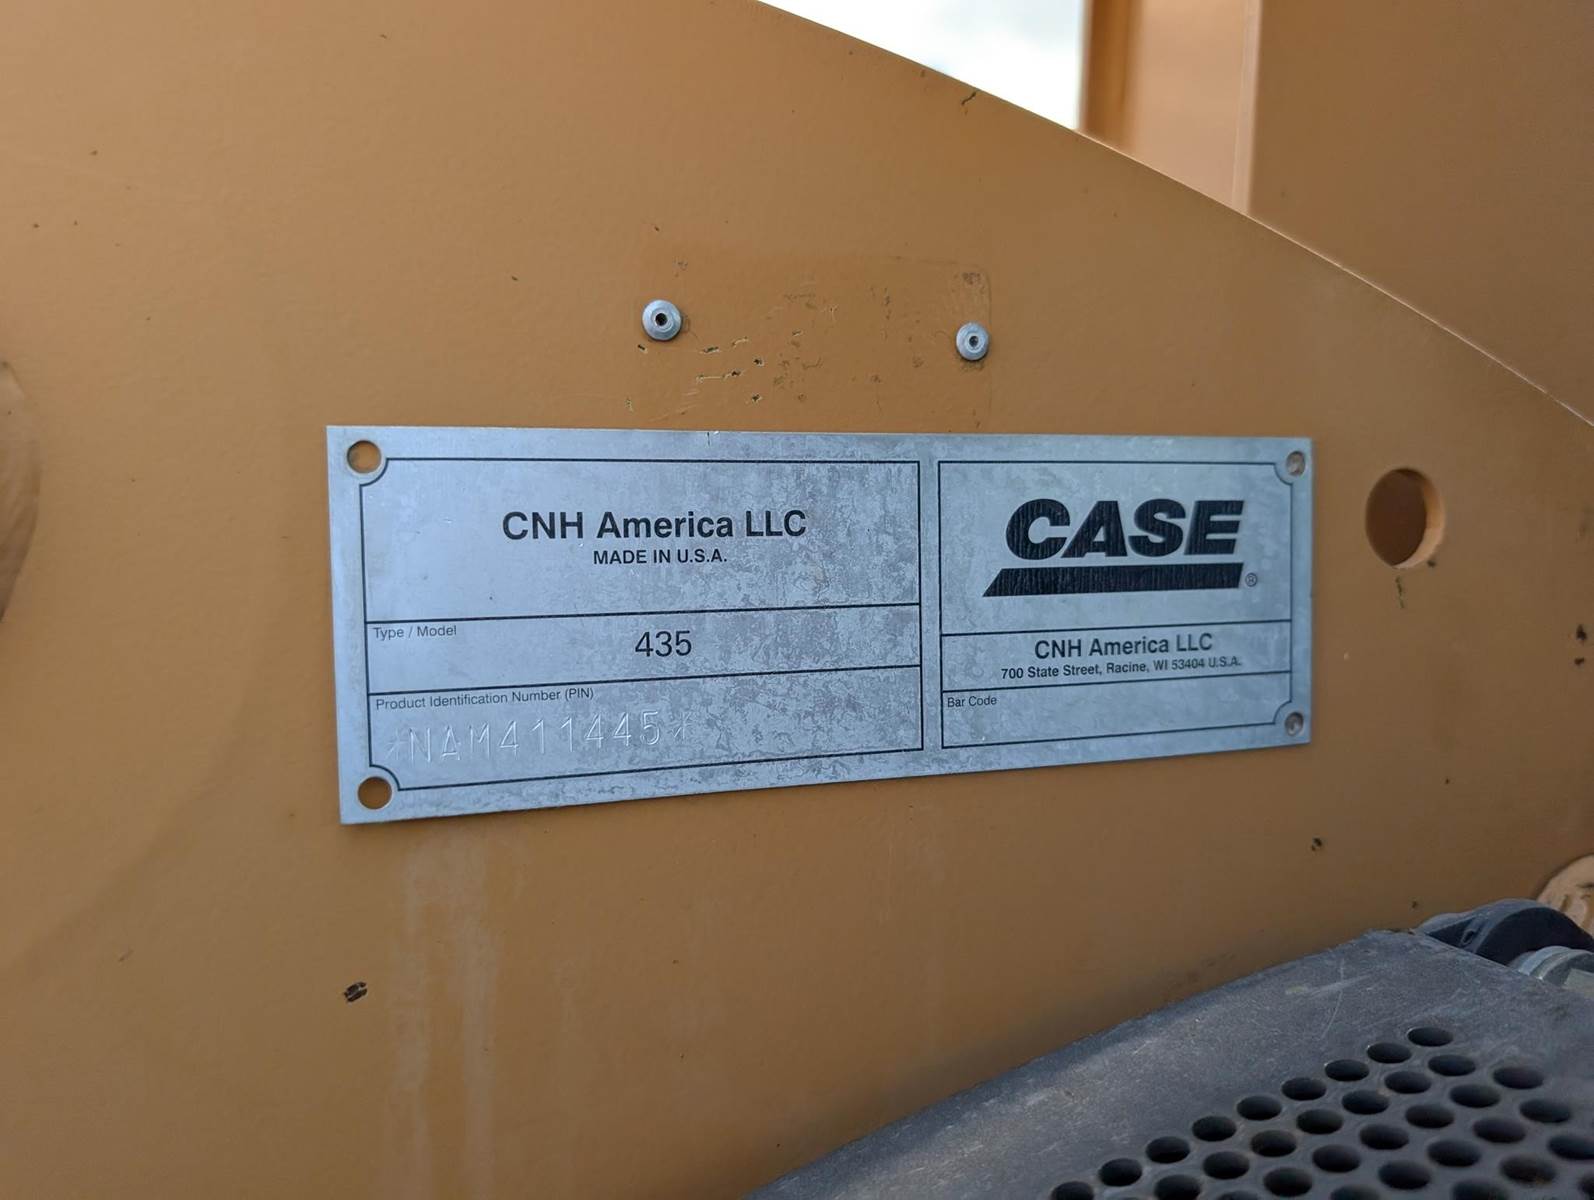 CNH America LLC
MADE IN U.S.A.
Type / Model
435
Product Identification Number (PIN)
*NAM411445*
CASE®
CNH America LLC
700 State Street, Racine, WI 53404 U.S.A.
Bar Code